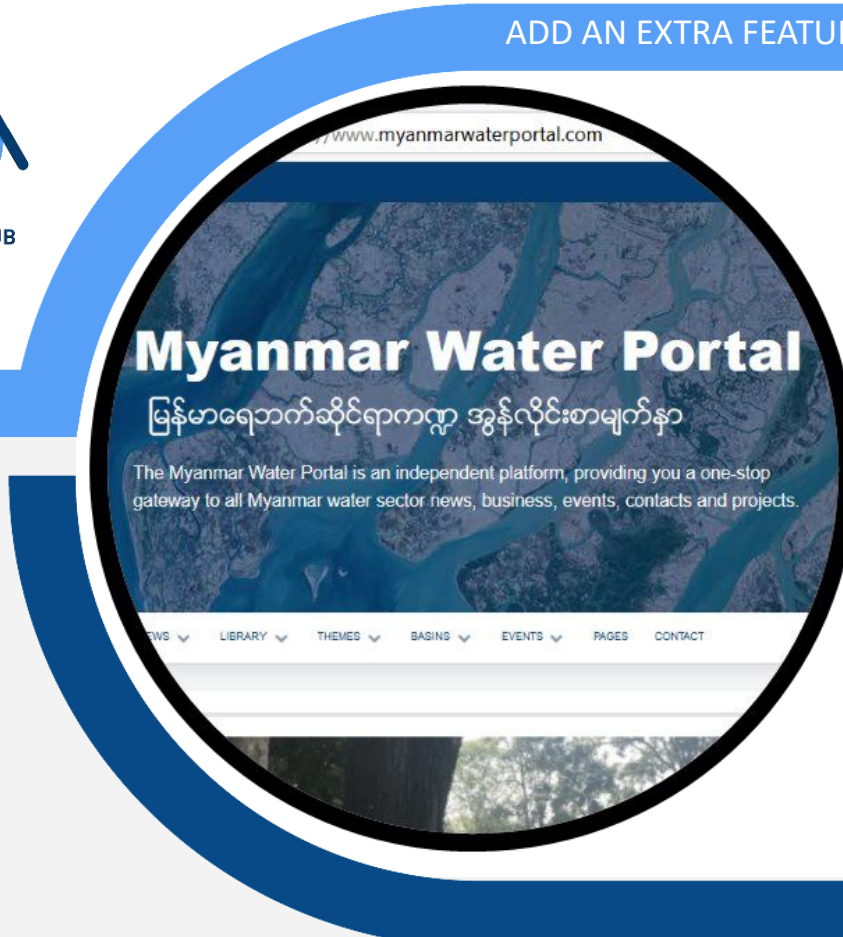 ADD AN EXTRA FEATU
//www.myanmarwaterportal.com
UB
Myanmar Water Portal
မြန်မာရေဘက်ဆိုင်ရာကဏ္ဍ အွန်လိုင်းစာမျက်နှာ
The Myanmar Water Portal is an independent platform, providing you a one-stop
gateway to all Myanmar water sector news, business, events, contacts and projects.
EWS LIBRARY THEMES BASINS EVENTS PAGES CONTACT